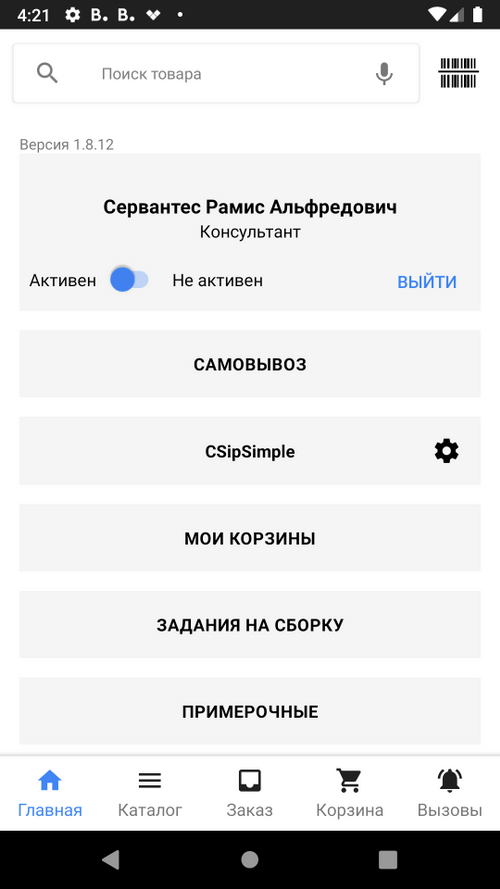 4:21 B. B.
Поиск товара
Версия 1.8.12
Сервантес Рамис Альфредович
Консультант
Активен Не активен ВЫЙТИ
САМОВЫВОЗ
CSipSimple
МОИ КОРЗИНЫ
ЗАДАНИЯ НА СБОРКУ
ПРИМЕРОЧНЫЕ
Главная Каталог Заказ Корзина Вызовы